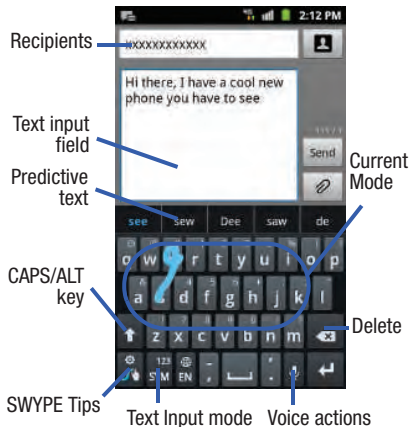 2:12 PM
Recipients
xxxxxxxxxxx
Hi there, I have a cool new
phone you have to see
Text input
field
Send
Current
Mode
Predictive
text
see sew Dee saw de
q w e r t y u i o p
CAPS/ALT
key
a s d f g h j k l
z x c v b n m
Delete
123
SYM EN
SWYPE Tips
Text Input mode Voice actions